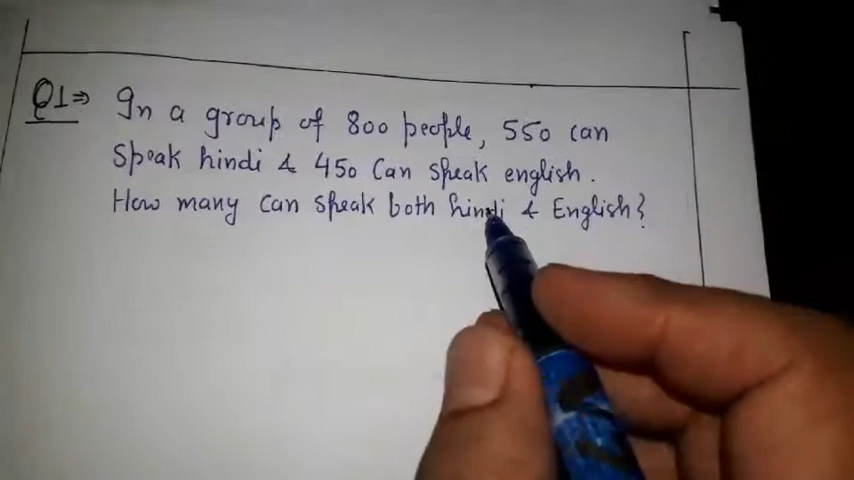 Q1⇒ In a group of 800 people, 550 can
Speak hindi & 450 Can Speak english.
How many Can Speak both hindi & English?